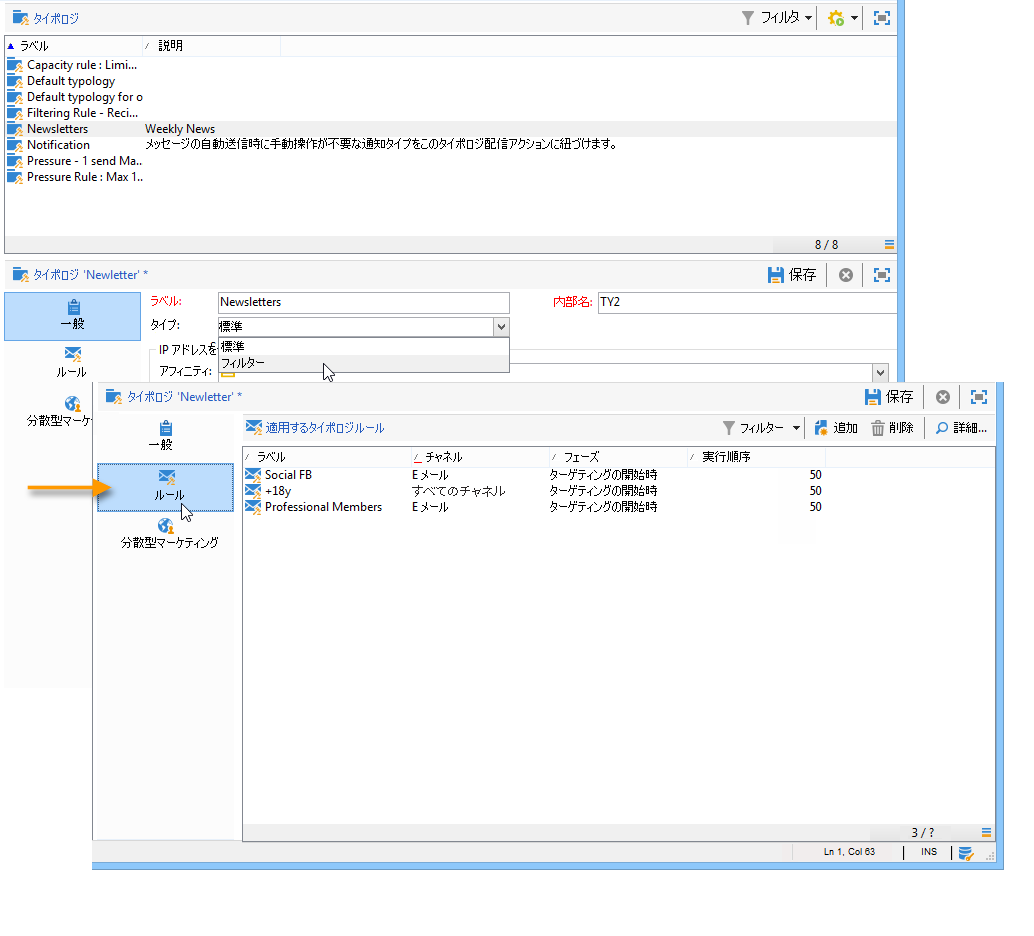 タイポロジ フィルタ
ラベル 説明
Capacity rule : Limi...
Default typology
Default typology for o
Filtering Rule - Reci...
Newsletters Weekly News
Notification メッセージの自動送信時に手動操作が不要な通知タイプをこのタイポロジ配信アクションに紐づけます。
Pressure - 1 send Ma..
Pressure Rule : Max 1..
8 / 8
タイポロジ 'Newletter' * 保存
一般
ラベル: Newsletters 内部名: TY2
タイプ: 標準
標準
フィルター
IP アドレスを
アフィニティ:
ルール
分散型マーケ
タイポロジ 'Newletter' * 保存
一般
ルール
分散型マーケティング
適用するタイポロジルール フィルター 追加 削除 詳細...
ラベル チャネル フェーズ 実行順序
Social FB Eメール ターゲティングの開始時 50
+18y すべてのチャネル ターゲティングの開始時 50
Professional Members Eメール ターゲティングの開始時 50
3 / ?
Ln 1, Col 63 INS